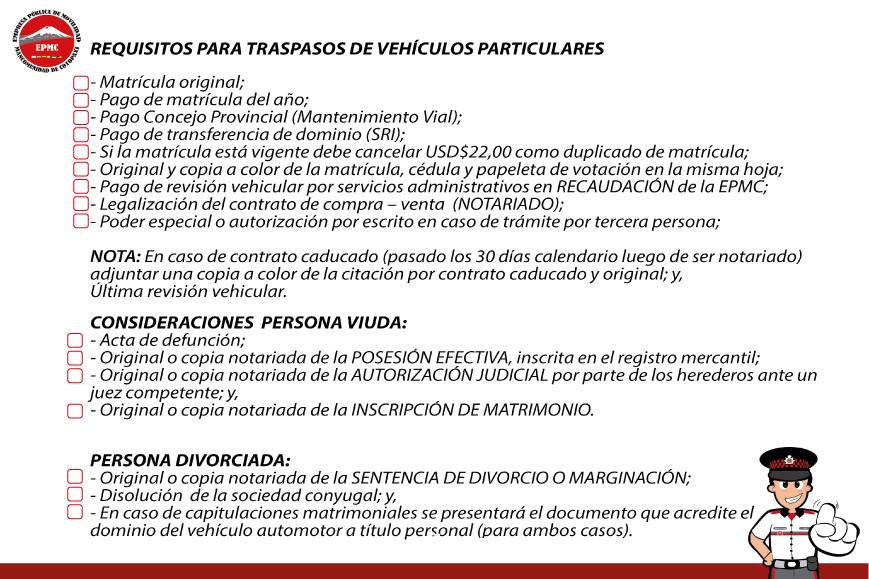 EMPRESA PÚBLICA DE MOVILIDAD
EPMC
MANCOMUNIDAD DE COTOPAXI
REQUISITOS PARA TRASPASOS DE VEHÍCULOS PARTICULARES
- Matrícula original;
- Pago de matrícula del año;
- Pago Concejo Provincial (Mantenimiento Vial);
- Pago de transferencia de dominio (SRI);
- Si la matrícula está vigente debe cancelar USD$22,00 como duplicado de matrícula;
- Original y copia a color de la matrícula, cédula y papeleta de votación en la misma hoja;
- Pago de revisión vehicular por servicios administrativos en RECAUDACIÓN de la EPMC;
- Legalización del contrato de compra – venta (NOTARIADO);
- Poder especial o autorización por escrito en caso de trámite por tercera persona;
NOTA: En caso de contrato caducado (pasado los 30 días calendario luego de ser notariado)
adjuntar una copia a color de la citación por contrato caducado y original; y,
Última revisión vehicular.
CONSIDERACIONES PERSONA VIUDA:
- Acta de defunción;
- Original o copia notariada de la POSESIÓN EFECTIVA, inscrita en el registro mercantil;
- Original o copia notariada de la AUTORIZACIÓN JUDICIAL por parte de los herederos ante un
juez competente; y,
- Original o copia notariada de la INSCRIPCIÓN DE MATRIMONIO.
PERSONA DIVORCIADA:
- Original o copia notariada de la SENTENCIA DE DIVORCIO O MARGINACIÓN;
- Disolución de la sociedad conyugal; y,
- En caso de capitulaciones matrimoniales se presentará el documento que acredite el
dominio del vehículo automotor a título personal (para ambos casos).